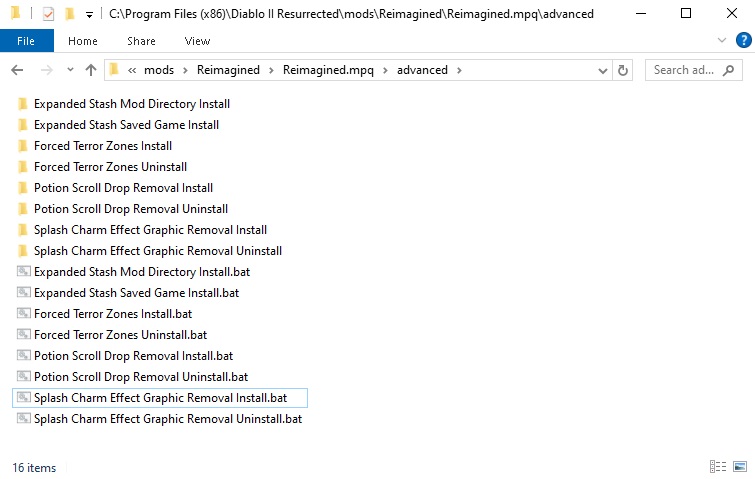 C:\Program Files (x86)\Diablo II Resurrected\mods\Reimagined\Reimagined.mpq\advanced
File Home Share View ?
« mods > Reimagined > Reimagined.mpq > advanced > Search ad...
Expanded Stash Mod Directory Install
Expanded Stash Saved Game Install
Forced Terror Zones Install
Forced Terror Zones Uninstall
Potion Scroll Drop Removal Install
Potion Scroll Drop Removal Uninstall
Splash Charm Effect Graphic Removal Install
Splash Charm Effect Graphic Removal Uninstall
Expanded Stash Mod Directory Install.bat
Expanded Stash Saved Game Install.bat
Forced Terror Zones Install.bat
Forced Terror Zones Uninstall.bat
Potion Scroll Drop Removal Install.bat
Potion Scroll Drop Removal Uninstall.bat
Splash Charm Effect Graphic Removal Install.bat
Splash Charm Effect Graphic Removal Uninstall.bat
16 items